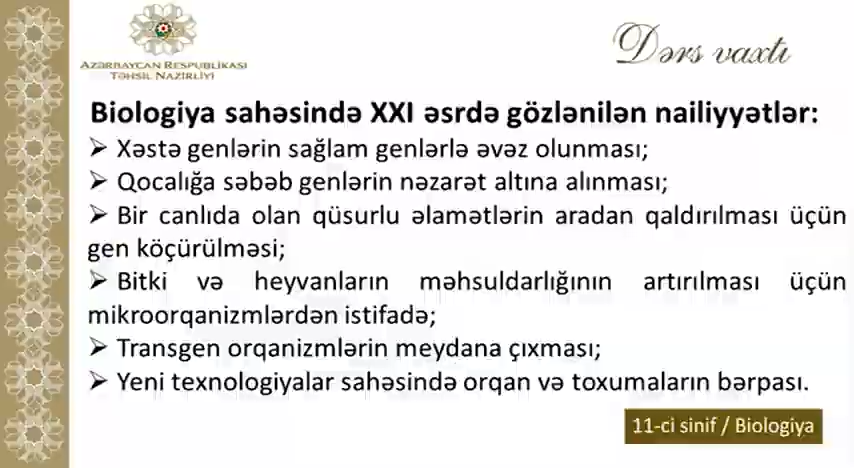 AZƏRBAYCAN RESPUBLİKASI
TƏHSİL NAZİRLİYİ
Dərs vaxtı
Biologiya sahəsində XXI əsrdə gözlənilən nailiyyətlər:
➢ Xəstə genlərin sağlam genlərlə əvəz olunması;
➢ Qocalığa səbəb genlərin nəzarət altına alınması;
➢ Bir canlıda olan qüsurlu əlamətlərin aradan qaldırılması üçün
gen köçürülməsi;
➢ Bitki və heyvanların məhsuldarlığının artırılması üçün
mikroorqanizmlərdən istifadə;
➢ Transgen orqanizmlərin meydana çıxması;
➢ Yeni texnologiyalar sahəsində orqan və toxumaların bərpası.
11-ci sinif / Biologiya